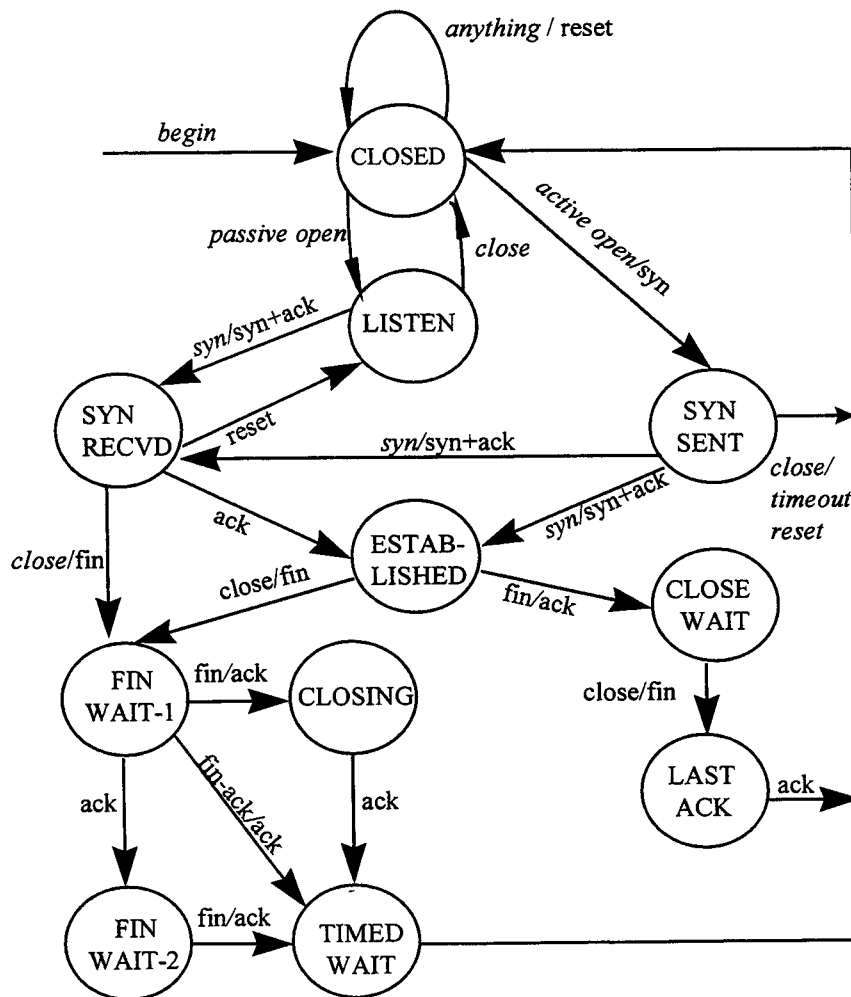 anything / reset
begin
CLOSED
passive open
close
active open/syn
LISTEN
syn/syn+ack
SYN
RECVD
reset
SYN
SENT
syn/syn+ack
close/
timeout
reset
syn/syn+ack
ack
ESTAB-
LISHED
close/fin
close/fin
fin/ack
CLOSE
WAIT
FIN
WAIT-1
fin/ack
CLOSING
close/fin
LAST
ACK
ack
ack
fin-ack/ack
ack
FIN
WAIT-2
fin/ack
TIMED
WAIT